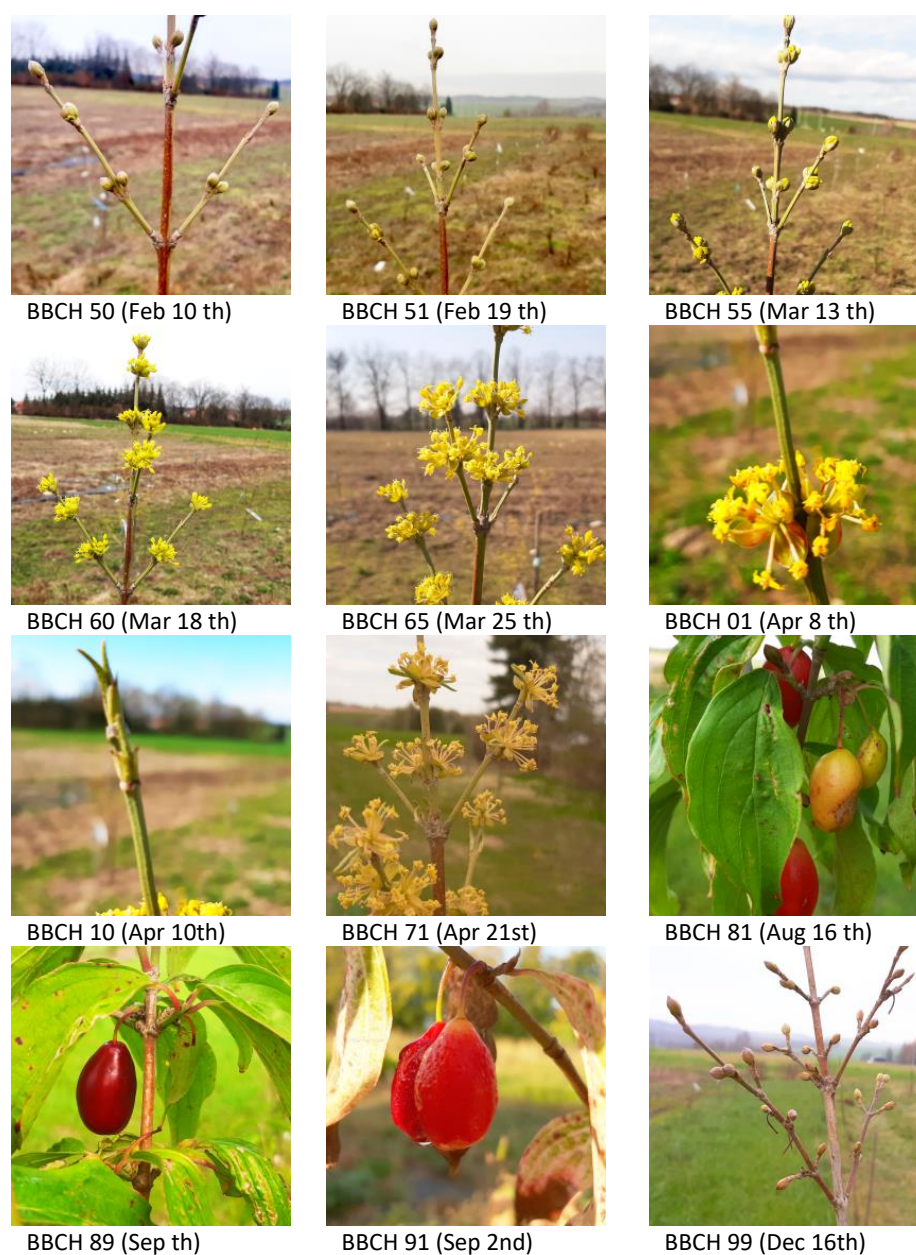 BBCH 50 (Feb 10 th)
BBCH 51 (Feb 19 th)
BBCH 55 (Mar 13 th)
BBCH 60 (Mar 18 th)
BBCH 65 (Mar 25 th)
BBCH 01 (Apr 8 th)
BBCH 10 (Apr 10th)
BBCH 71 (Apr 21st)
BBCH 81 (Aug 16 th)
BBCH 89 (Sep th)
BBCH 91 (Sep 2nd)
BBCH 99 (Dec 16th)